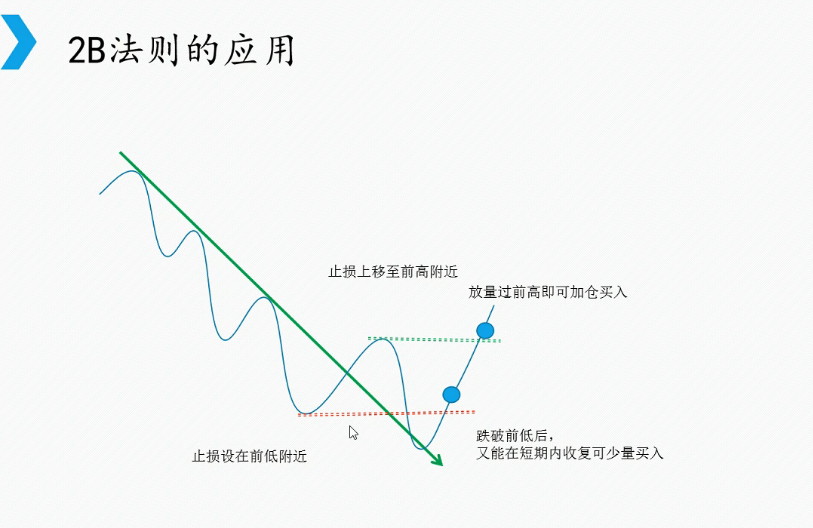 2B法则的应用
止损上移至前高附近
放量过前高即可加仓买入
跌破前低后，
又能在短期内收复可少量买入
止损设在前低附近